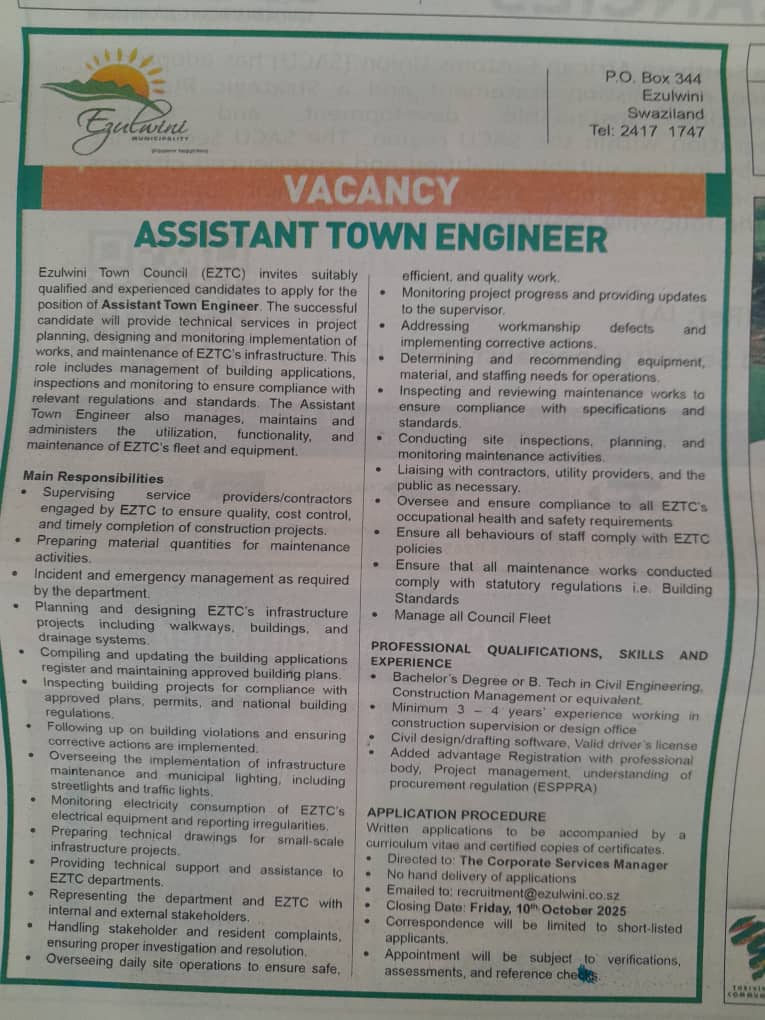 Ezulwini
MUNICIPALITY
P.O. Box 344
Ezulwini
Swaziland
Tel: 2417 1747
VACANCY
ASSISTANT TOWN ENGINEER
Ezulwini Town Council (EZTC) invites suitably
qualified and experienced candidates to apply for the
position of Assistant Town Engineer. The successful
candidate will provide technical services in project
planning, designing and monitoring implementation of
works, and maintenance of EZTC's infrastructure. This
role includes management of building applications,
inspections and monitoring to ensure compliance with
relevant regulations and standards. The Assistant
Town Engineer also manages, maintains and
administers the utilization, functionality, and
maintenance of EZTC's fleet and equipment.
Main Responsibilities
• Supervising service providers/contractors
engaged by EZTC to ensure quality, cost control,
and timely completion of construction projects.
• Preparing material quantities for maintenance
activities.
• Incident and emergency management as required
by the department.
• Planning and designing EZTC's infrastructure
projects including walkways, buildings, and
drainage systems.
• Compiling and updating the building applications
register and maintaining approved building plans.
• Inspecting building projects for compliance with
approved plans, permits, and national building
regulations.
• Following up on building violations and ensuring
corrective actions are implemented.
• Overseeing the implementation of infrastructure
maintenance and municipal lighting, including
streetlights and traffic lights.
• Monitoring electricity consumption of EZTC's
electrical equipment and reporting irregularities.
• Preparing technical drawings for small-scale
infrastructure projects.
• Providing technical support and assistance to
EZTC departments.
• Representing the department and EZTC with
internal and external stakeholders.
• Handling stakeholder and resident complaints,
ensuring proper investigation and resolution.
• Overseeing daily site operations to ensure safe,
efficient, and quality work.
• Monitoring project progress and providing updates
to the supervisor.
• Addressing workmanship defects and
implementing corrective actions.
• Determining and recommending equipment,
material, and staffing needs for operations.
• Inspecting and reviewing maintenance works to
ensure compliance with specifications and
standards.
• Conducting site inspections, planning, and
monitoring maintenance activities.
• Liaising with contractors, utility providers, and the
public as necessary.
• Oversee and ensure compliance to all EZTC's
occupational health and safety requirements
• Ensure all behaviours of staff comply with EZTC
policies
• Ensure that all maintenance works conducted
comply with statutory regulations i.e. Building
Standards
• Manage all Council Fleet
PROFESSIONAL QUALIFICATIONS, SKILLS AND
EXPERIENCE
• Bachelor's Degree or B. Tech in Civil Engineering,
Construction Management or equivalent.
• Minimum 3 – 4 years' experience working in
construction supervision or design office
• Civil design/drafting software, Valid driver's license
• Added advantage Registration with professional
body, Project management, understanding of
procurement regulation (ESPPRA)
APPLICATION PROCEDURE
Written applications to be accompanied by a
curriculum vitae and certified copies of certificates.
• Directed to: The Corporate Services Manager
• No hand delivery of applications
• Emailed to: recruitment@ezulwini.co.sz
• Closing Date: Friday, 10th October 2025
• Correspondence will be limited to short-listed
applicants.
• Appointment will be subject to verifications,
assessments, and reference checks.